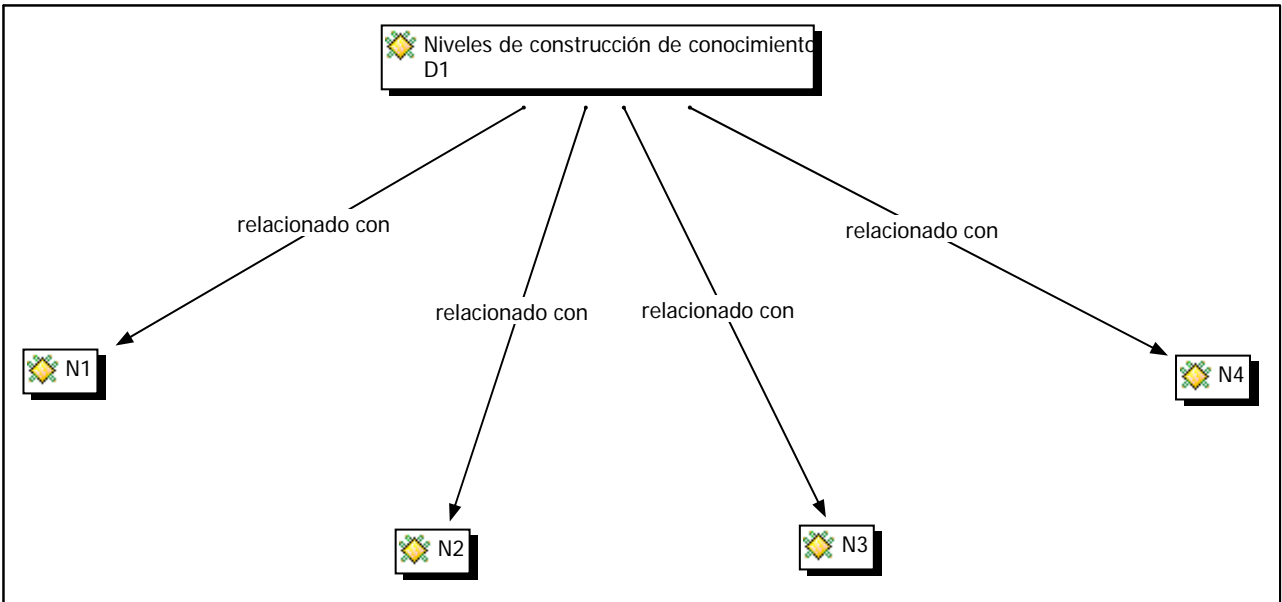 Niveles de construcción de conocimiento
D1
relacionado con
relacionado con
relacionado con
relacionado con
N1
N4
N2
N3